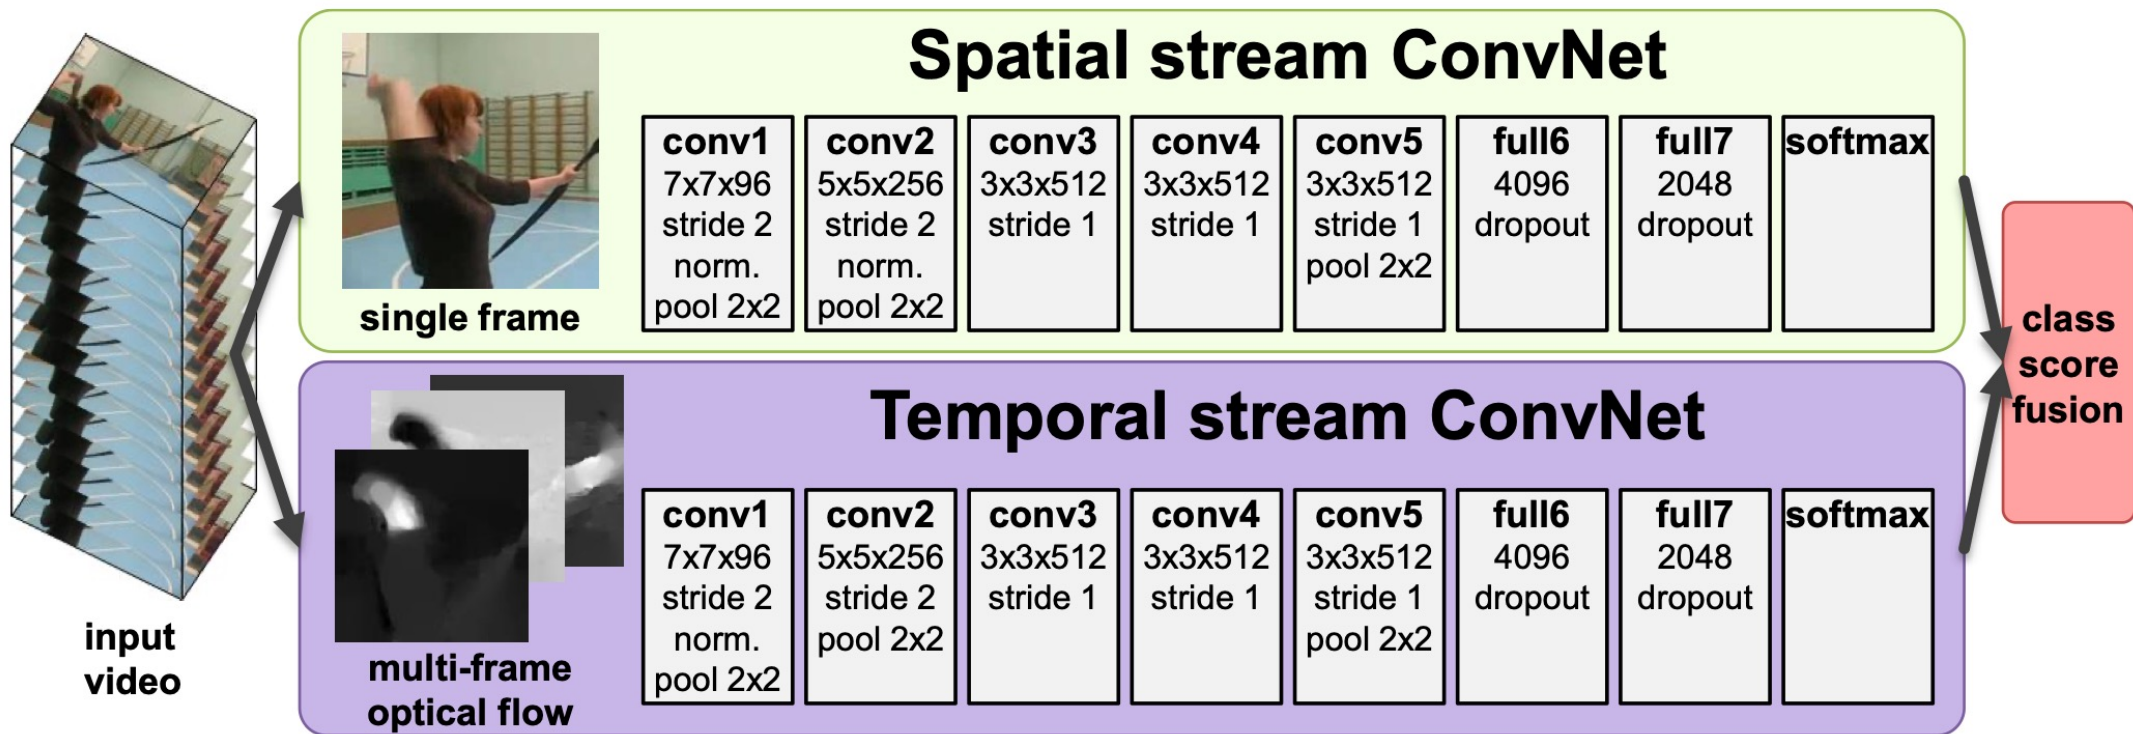 Spatial stream ConvNet
single frame
conv1
7x7x96
stride 2
norm.
pool 2x2
conv2
5x5x256
stride 2
norm.
pool 2x2
conv3
3x3x512
stride 1
conv4
3x3x512
stride 1
conv5
3x3x512
stride 1
pool 2x2
full6
4096
dropout
full7
2048
dropout
softmax
Temporal stream ConvNet
input
video
multi-frame
optical flow
conv1
7x7x96
stride 2
norm.
pool 2x2
conv2
5x5x256
stride 2
pool 2x2
conv3
3x3x512
stride 1
conv4
3x3x512
stride 1
conv5
3x3x512
stride 1
pool 2x2
full6
4096
dropout
full7
2048
dropout
softmax
class
score
fusion